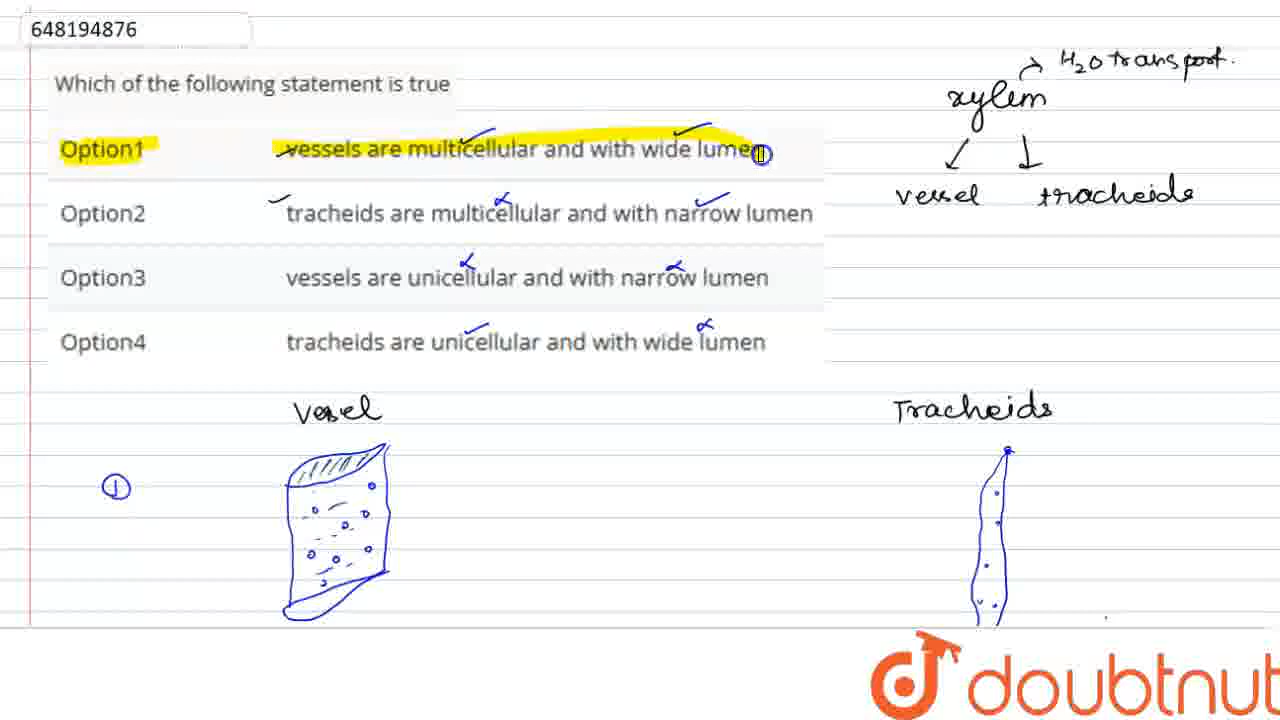 648194876
Which of the following statement is true
Option1 vessels are multicellular and with wide lumen
Option2 tracheids are multicellular and with narrow lumen
Option3 vessels are unicellular and with narrow lumen
Option4 tracheids are unicellular and with wide lumen
H2O transport.
xylem
vessel tracheids
Vessel Tracheids
1
doubtnut